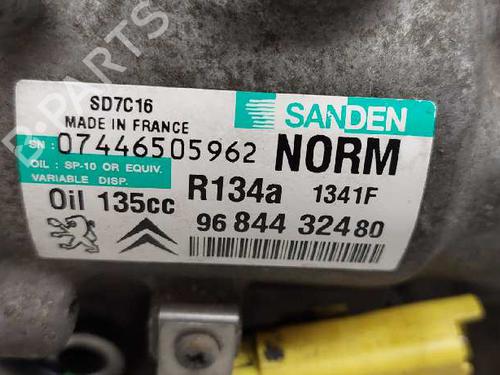 B-PARTS
SD7C16
MADE IN FRANCE
SANDEN
SN : 07446505962
NORM
OIL : SP-10 OR EQUIV.
VARIABLE DISP.
R134a 1341F
Oil 135cc
96 844 324 80